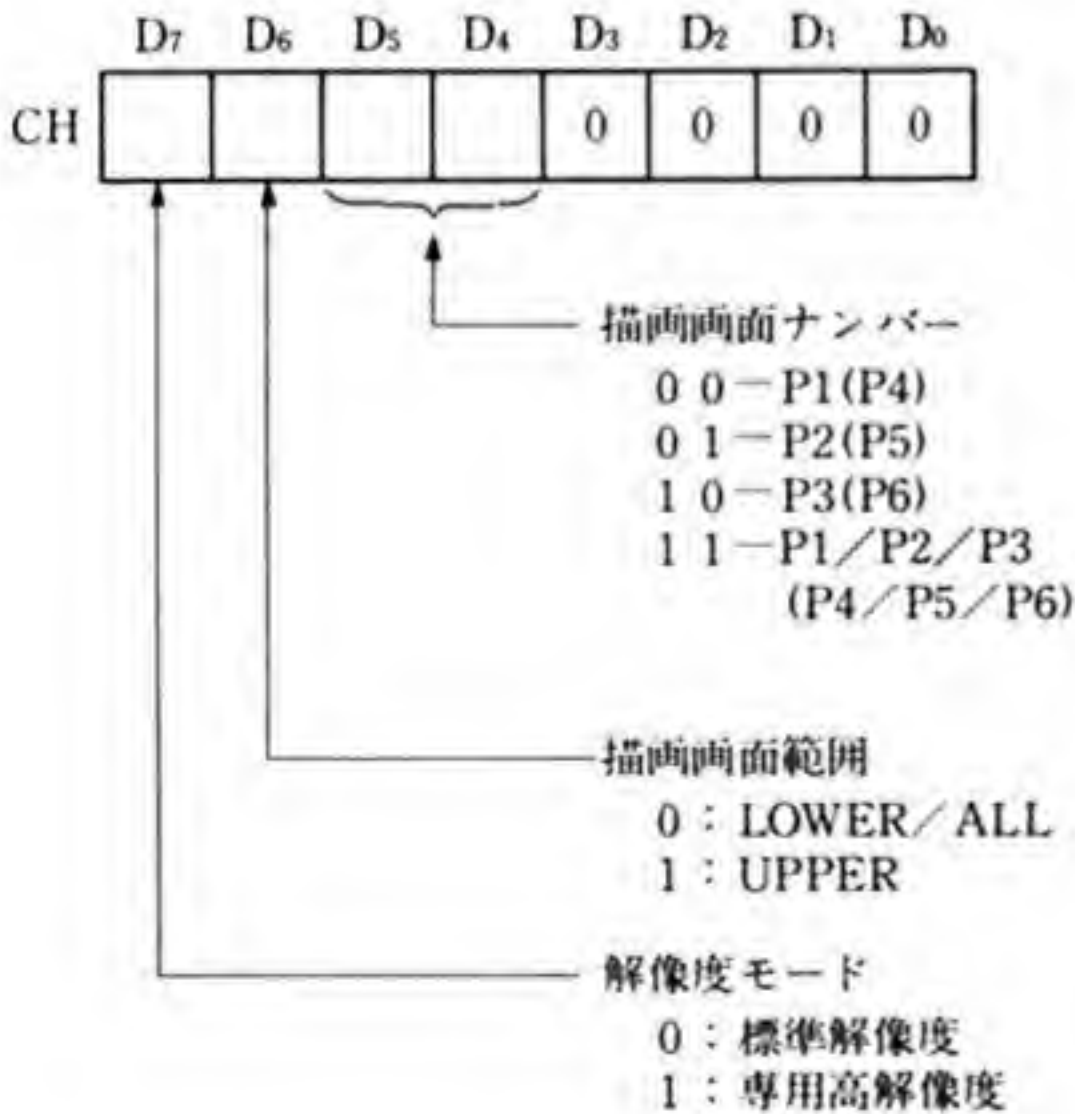 D7 D6 D5 D4 D3 D2 D1 D0
CH 0 0 0 0
描画画面ナンバー
0 0－P1(P4)
0 1－P2(P5)
1 0－P3(P6)
1 1－P1／P2／P3
(P4／P5／P6)
描画画面範囲
0：LOWER／ALL
1：UPPER
解像度モード
0：標準解像度
1：専用高解像度